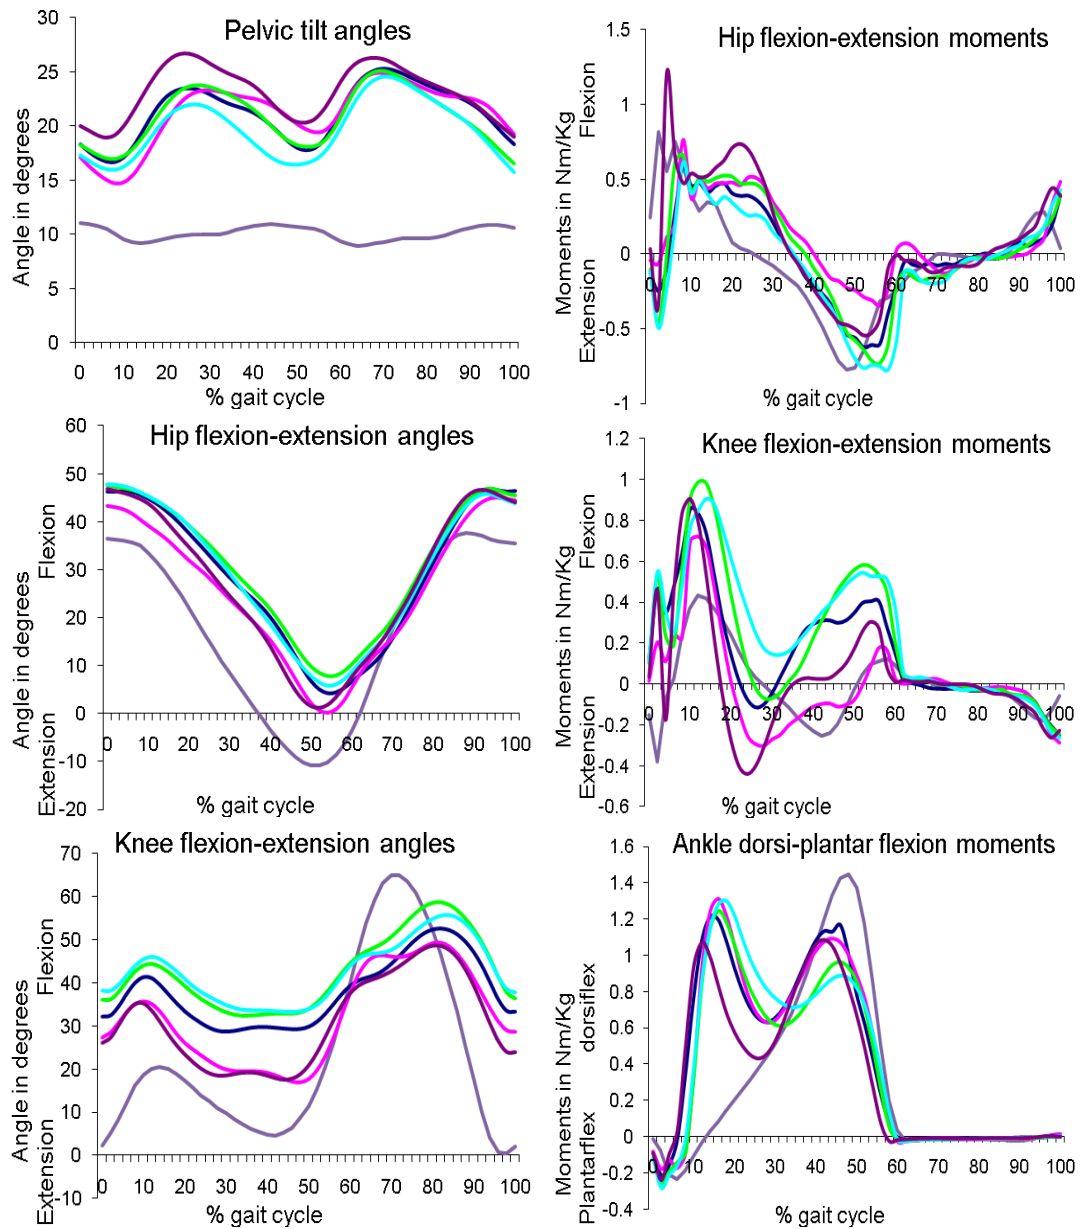 Pelvic tilt angles
Angle in degrees
30
25
20
15
10
5
0
0 10 20 30 40 50 60 70 80 90 100
% gait cycle
Hip flexion-extension moments
Moments in Nm/Kg
Extension Flexion
1.5
1
0.5
0
-0.5
-1
0 10 20 30 40 50 60 70 80 90 100
% gait cycle
Hip flexion-extension angles
Angle in degrees
Extension Flexion
60
50
40
30
20
10
0
-10
-20
0 10 20 30 40 50 60 70 80 90 100
% gait cycle
Knee flexion-extension moments
Moments in Nm/Kg
Extension Flexion
1.2
1
0.8
0.6
0.4
0.2
0
-0.2
-0.4
-0.6
0 10 20 30 40 50 60 70 80 90 100
% gait cycle
Knee flexion-extension angles
Angle in degrees
Extension Flexion
70
60
50
40
30
20
10
0
-10
0 10 20 30 40 50 60 70 80 90 100
% gait cycle
Ankle dorsi-plantar flexion moments
Moments in Nm/Kg
Plantarflex dorsiflex
1.6
1.4
1.2
1
0.8
0.6
0.4
0.2
0
-0.2
-0.4
0 10 20 30 40 50 60 70 80 90 100
% gait cycle